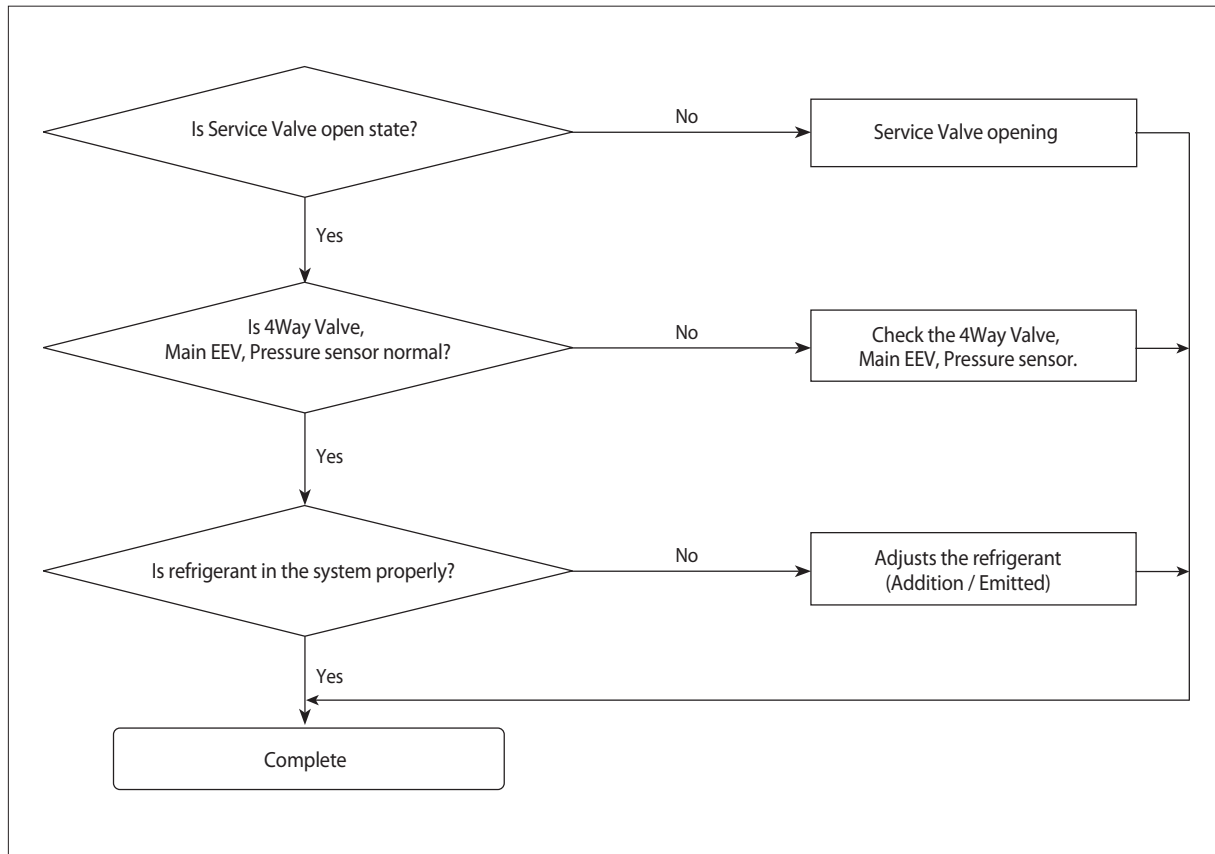 Is Service Valve open state?
No
Service Valve opening
Yes
Is 4Way Valve,
Main EEV, Pressure sensor normal?
No
Check the 4Way Valve,
Main EEV, Pressure sensor.
Yes
Is refrigerant in the system properly?
No
Adjusts the refrigerant
(Addition / Emitted)
Yes
Complete